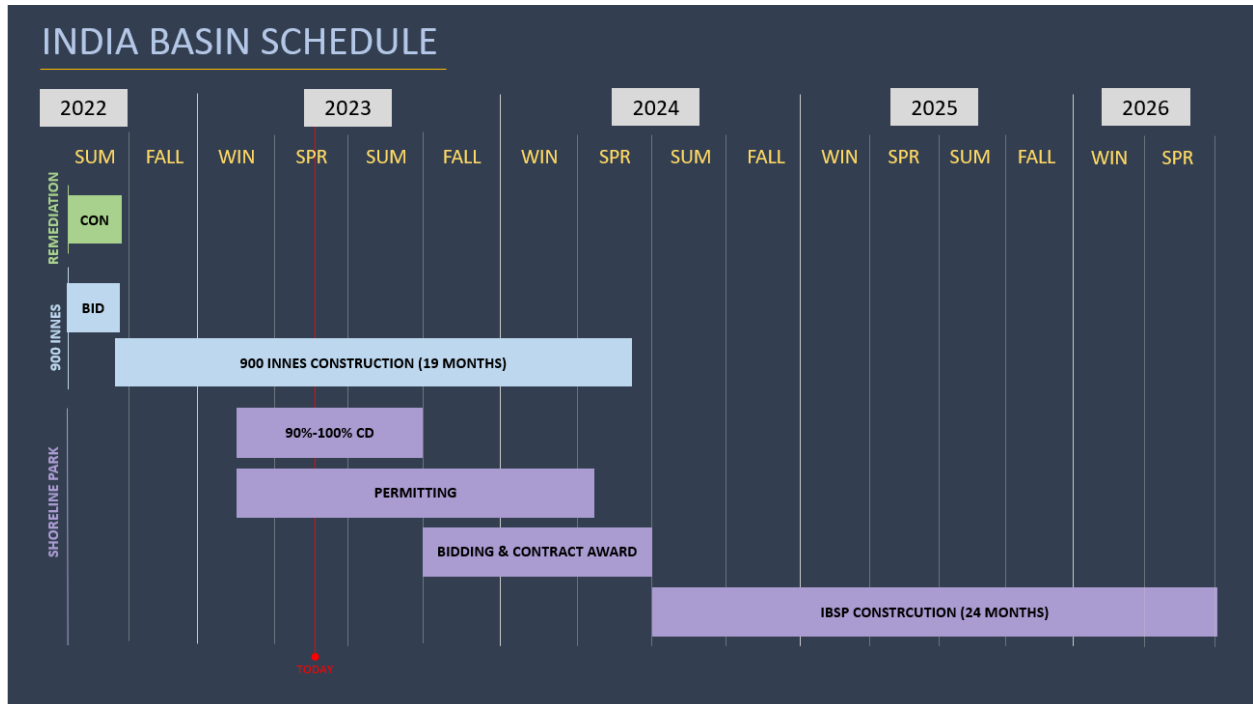 INDIA BASIN SCHEDULE
2022 2023 2024 2025 2026
SUM FALL WIN SPR SUM FALL WIN SPR SUM FALL WIN SPR SUM FALL WIN SPR
REMEDIATION
CON
900 INNES
BID
900 INNES CONSTRUCTION (19 MONTHS)
SHORELINE PARK
90%-100% CD
PERMITTING
BIDDING & CONTRACT AWARD
IBSP CONSTRCUTION (24 MONTHS)
TODAY